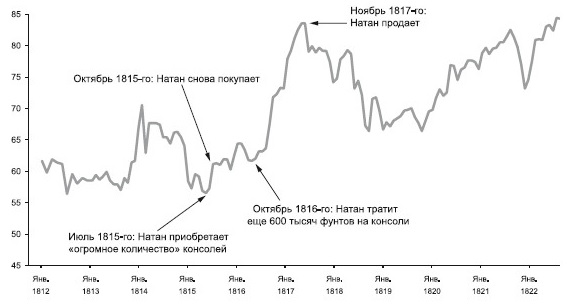 Ноябрь 1817-го:
Натан продает
Октябрь 1815-го: Натан снова покупает
Октябрь 1816-го: Натан тратит
еще 600 тысяч фунтов на консоли
Июль 1815-го: Натан приобретает
«огромное количество» консолей
85
80
75
70
65
60
55
50
45
Янв. Янв. Янв. Янв. Янв. Янв. Янв. Янв. Янв. Янв. Янв.
1812 1813 1814 1815 1816 1817 1818 1819 1820 1821 1822